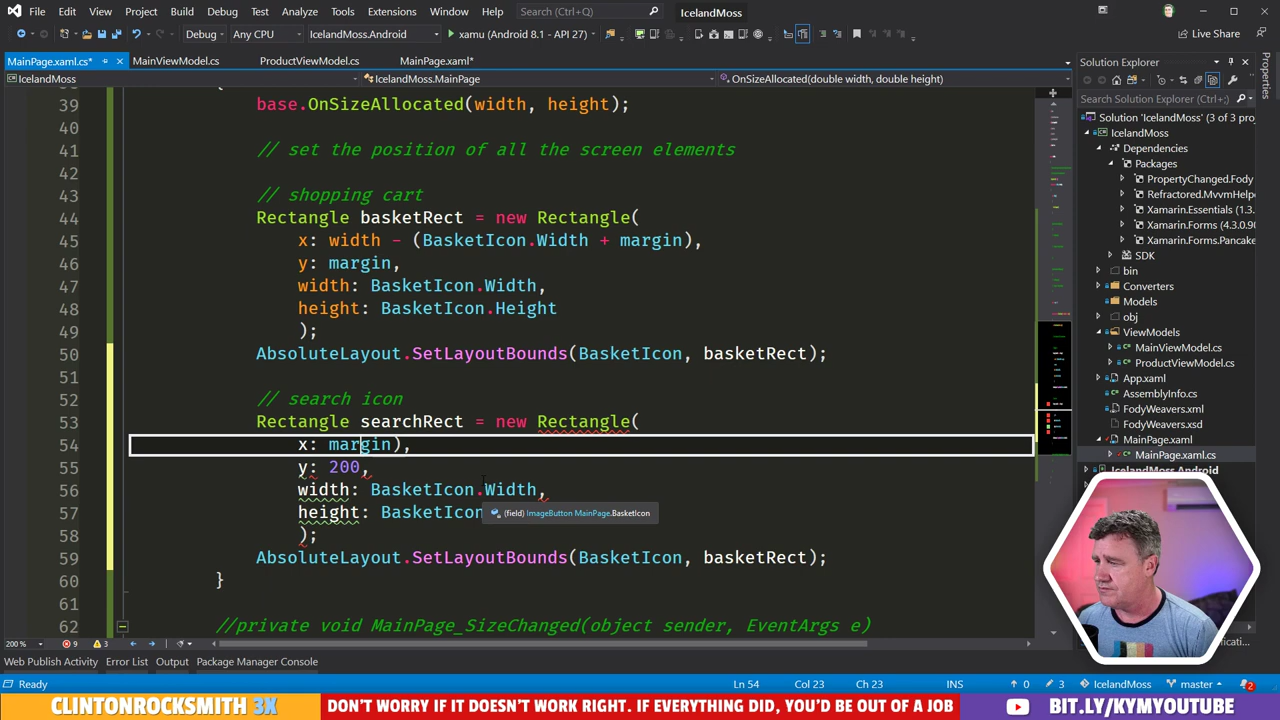 File Edit View Git Project Build Debug Test Analyze Tools Extensions Window Help Search (Ctrl+Q) IcelandMoss
Debug Any CPU IcelandMoss.Android xamu (Android 8.1 - API 27) Live Share
MainPage.xaml.cs* MainViewModel.cs ProductViewModel.cs MainPage.xaml* Solution Explorer Properties
IcelandMoss IcelandMoss.MainPage OnSizeAllocated(double width, double height)
Search Solution Explorer (Ctrl+;)
Solution 'IcelandMoss' (3 of 3 proj
IcelandMoss
Dependencies
Packages
PropertyChanged.Fody
Refractored.MvvmHelpe
Xamarin.Essentials (1.3.
Xamarin.Forms (4.3.0.90
Xamarin.Forms.Pancake
SDK
bin
Converters
Models
obj
ViewModels
MainViewModel.cs
ProductViewModel.cs
App.xaml
AssemblyInfo.cs
FodyWeavers.xml
FodyWeavers.xsd
MainPage.xaml
MainPage.xaml.cs
IcelandMoss.Android
39 base.OnSizeAllocated(width, height);
40
41 // set the position of all the screen elements
42
43 // shopping cart
44 Rectangle basketRect = new Rectangle(
45 x: width - (BasketIcon.Width + margin),
46 y: margin,
47 width: BasketIcon.Width,
48 height: BasketIcon.Height
49 );
50 AbsoluteLayout.SetLayoutBounds(BasketIcon, basketRect);
51
52 // search icon
53 Rectangle searchRect = new Rectangle(
54 x: margin),
55 y: 200,
56 width: BasketIcon.Width,
57 height: BasketIcon
(field) ImageButton MainPage.BasketIcon
58 );
59 AbsoluteLayout.SetLayoutBounds(BasketIcon, basketRect);
60 }
61
62 //private void MainPage_SizeChanged(object sender, EventArgs e)
200 % 9 3
Web Publish Activity Error List Output Package Manager Console
Ready Ln 54 Col 23 Ch 23 INS 0 3 IcelandMoss master 2
CLINTONROCKSMITH 3X DON'T WORRY IF IT DOESN'T WORK RIGHT. IF EVERYTHING DID, YOU'D BE OUT OF A JOB BIT.LY/KYMYOUTUBE